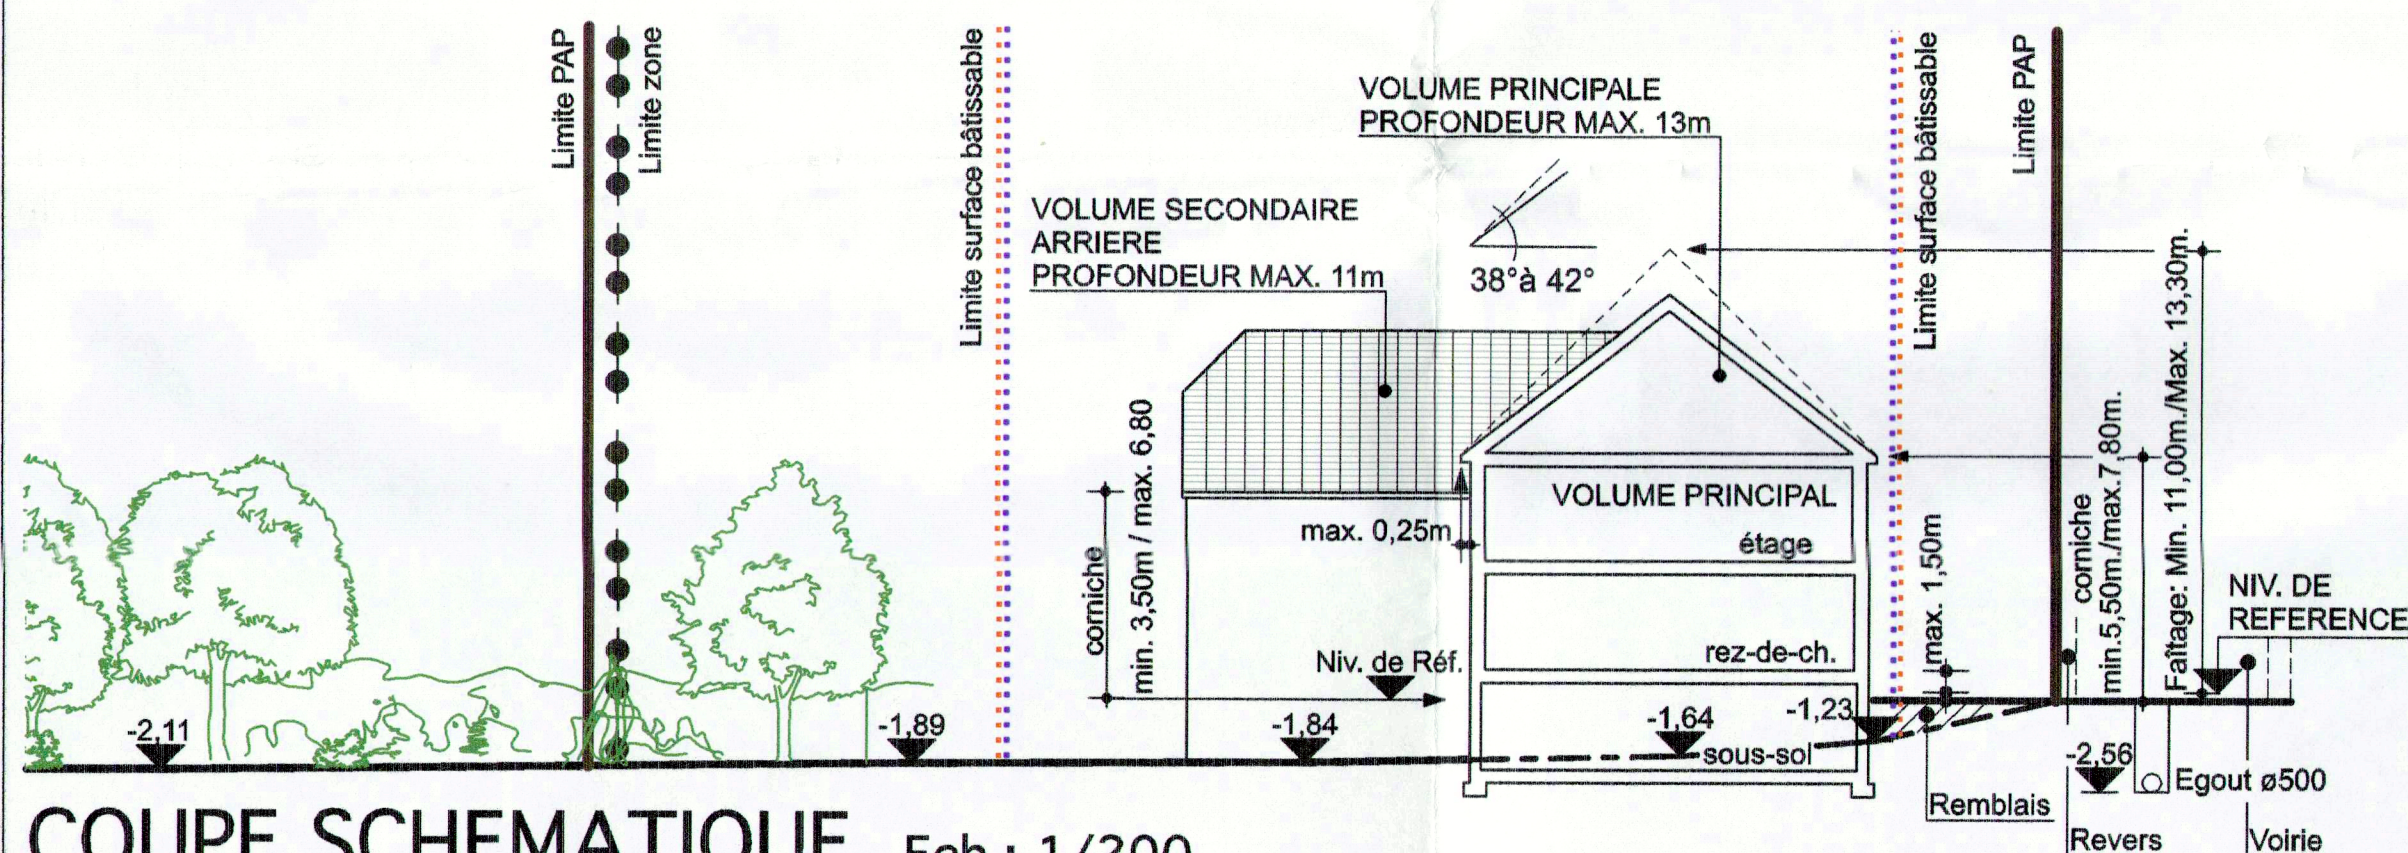 Limite PAP
Limite zone
Limite surface bâtissable
VOLUME SECONDAIRE
ARRIERE
PROFONDEUR MAX. 11m
VOLUME PRINCIPALE
PROFONDEUR MAX. 13m
38°à 42°
Limite surface bâtissable
Limite PAP
corniche
min. 3,50m / max. 6,80
max. 0,25m
VOLUME PRINCIPAL
étage
rez-de-ch.
Niv. de Réf.
max. 1,50m
corniche
min.5,50m./max.7,80m.
Faîtage: Min. 11,00m./Max. 13,30m.
NIV. DE
REFERENCE
-2,11
-1,89
-1,84
-1,64
-1,23
sous-sol
-2,56
Egout ø500
Remblais
Revers
Voirie
COUPE SCHEMATIQUE Ech : 1/200